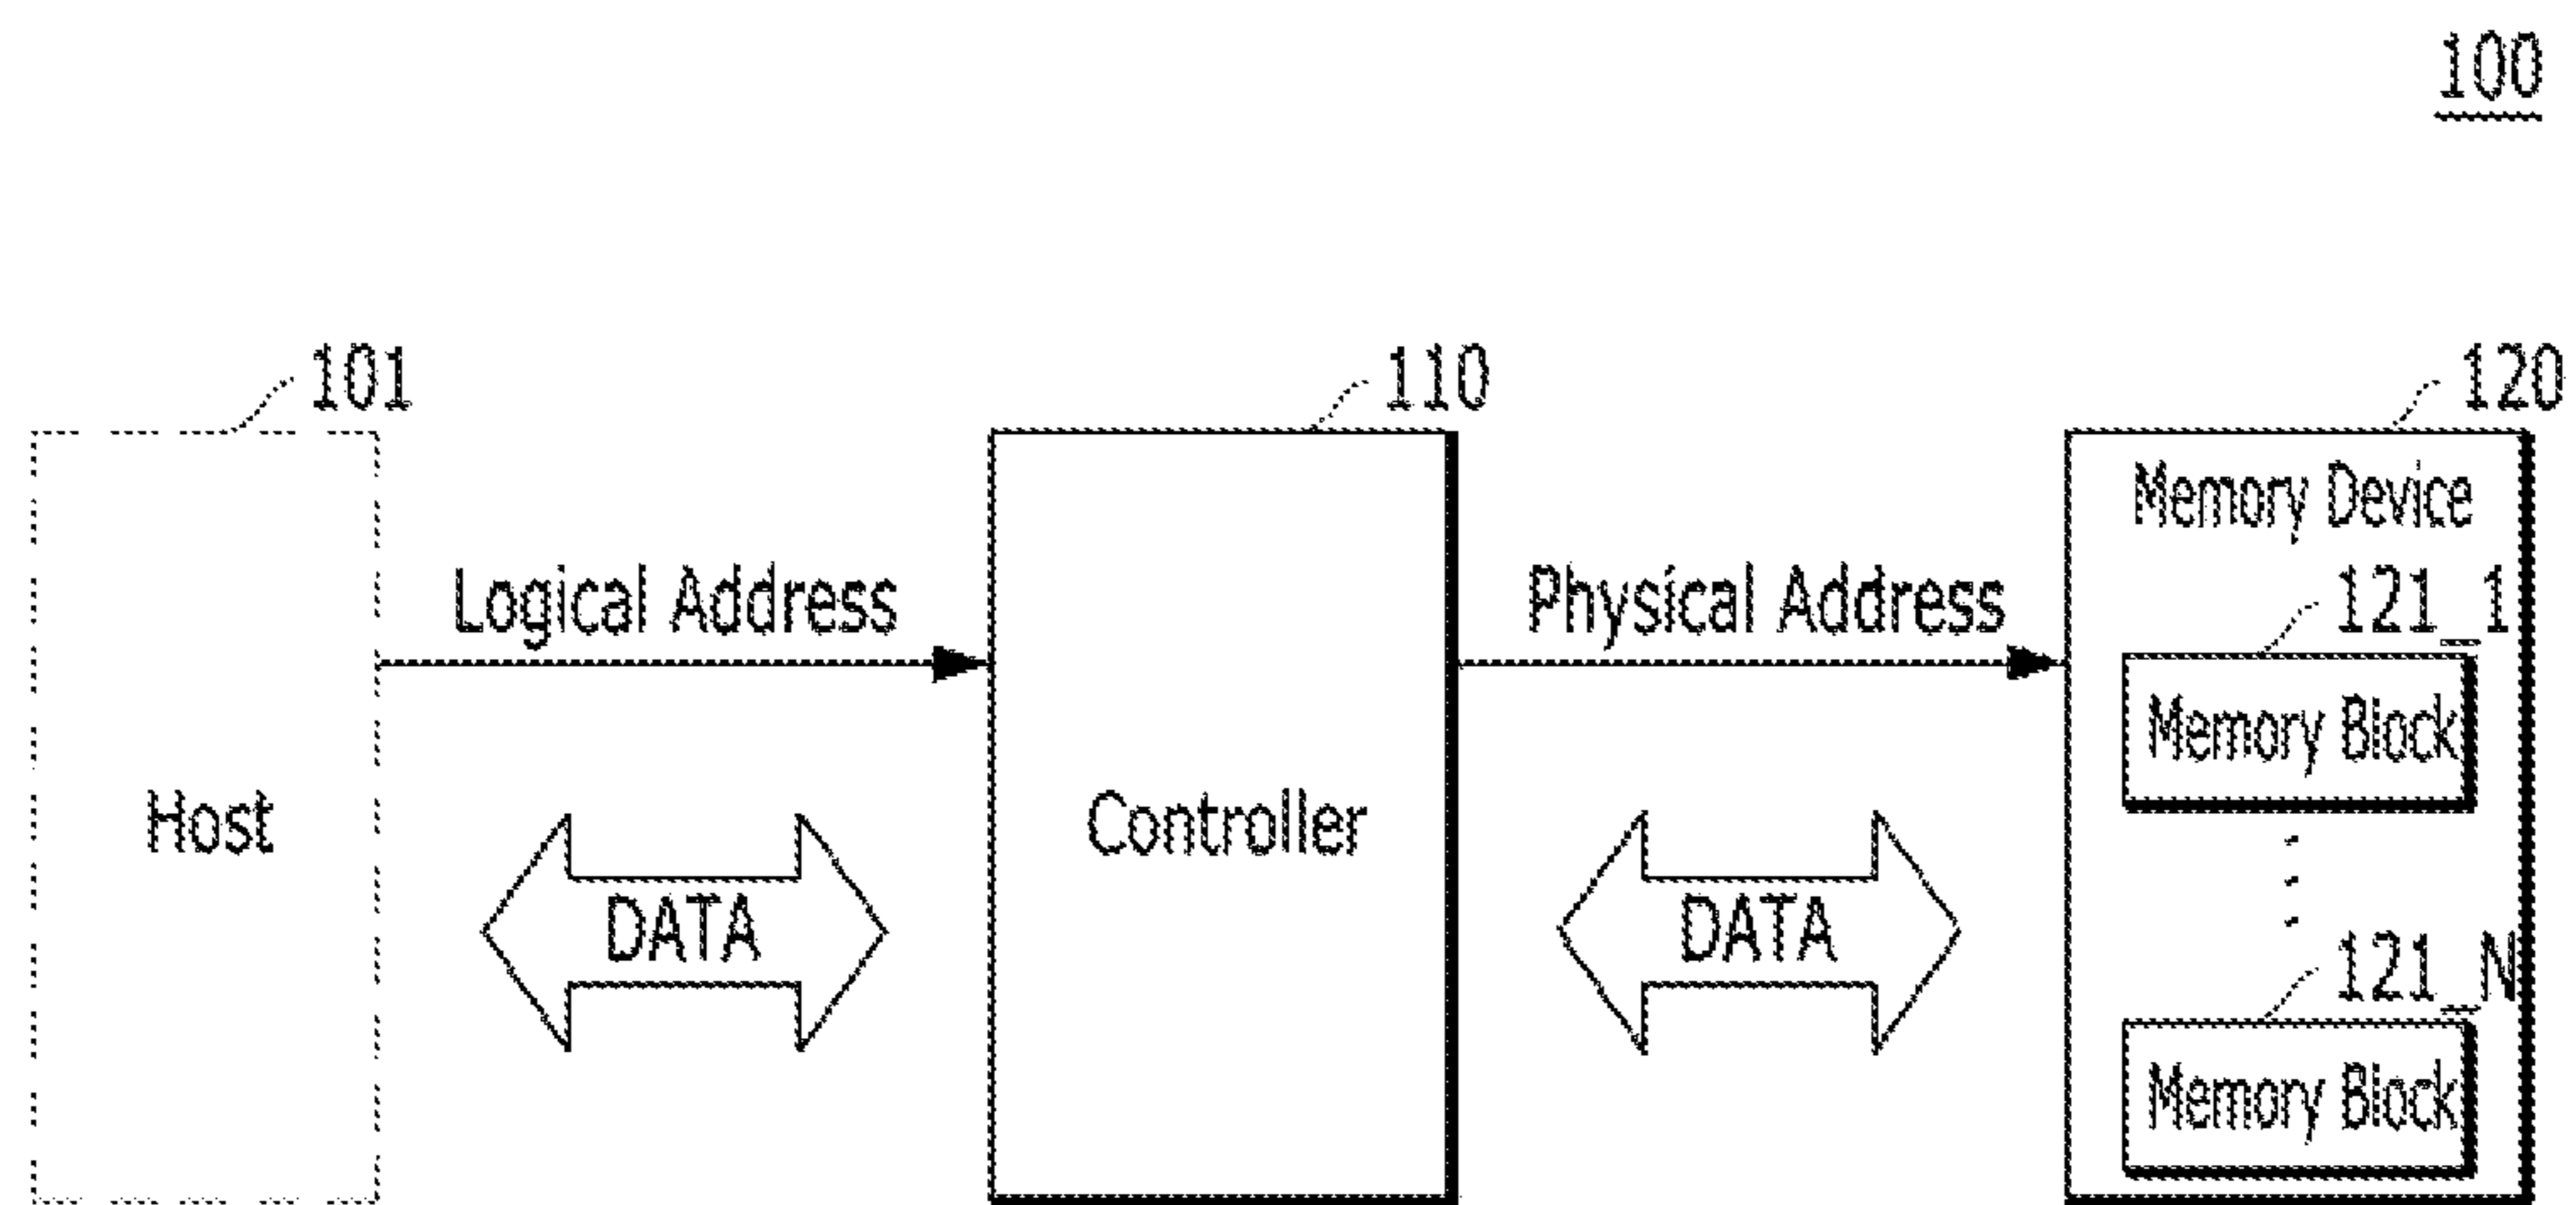 100
101
110
120
Memory Device
Logical Address
Physical Address
121_1
Memory Block
Host
Controller
DATA
DATA
121_N
Memory Block